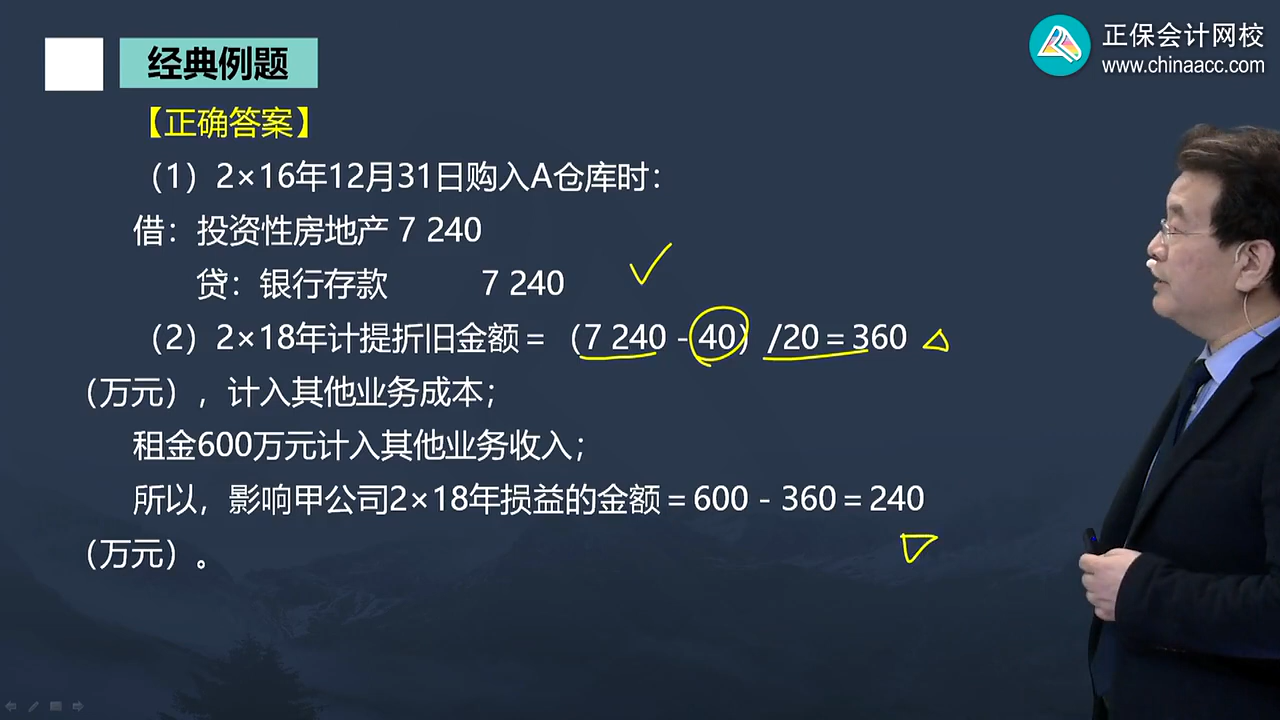 经典例题
正保会计网校
www.chinaacc.com
【正确答案】
（1）2×16年12月31日购入A仓库时：
借：投资性房地产 7 240
贷：银行存款 7 240
（2）2×18年计提折旧金额＝（7 240－40）/20＝360
（万元），计入其他业务成本；
租金600万元计入其他业务收入；
所以，影响甲公司2×18年损益的金额＝600－360＝240
（万元）。